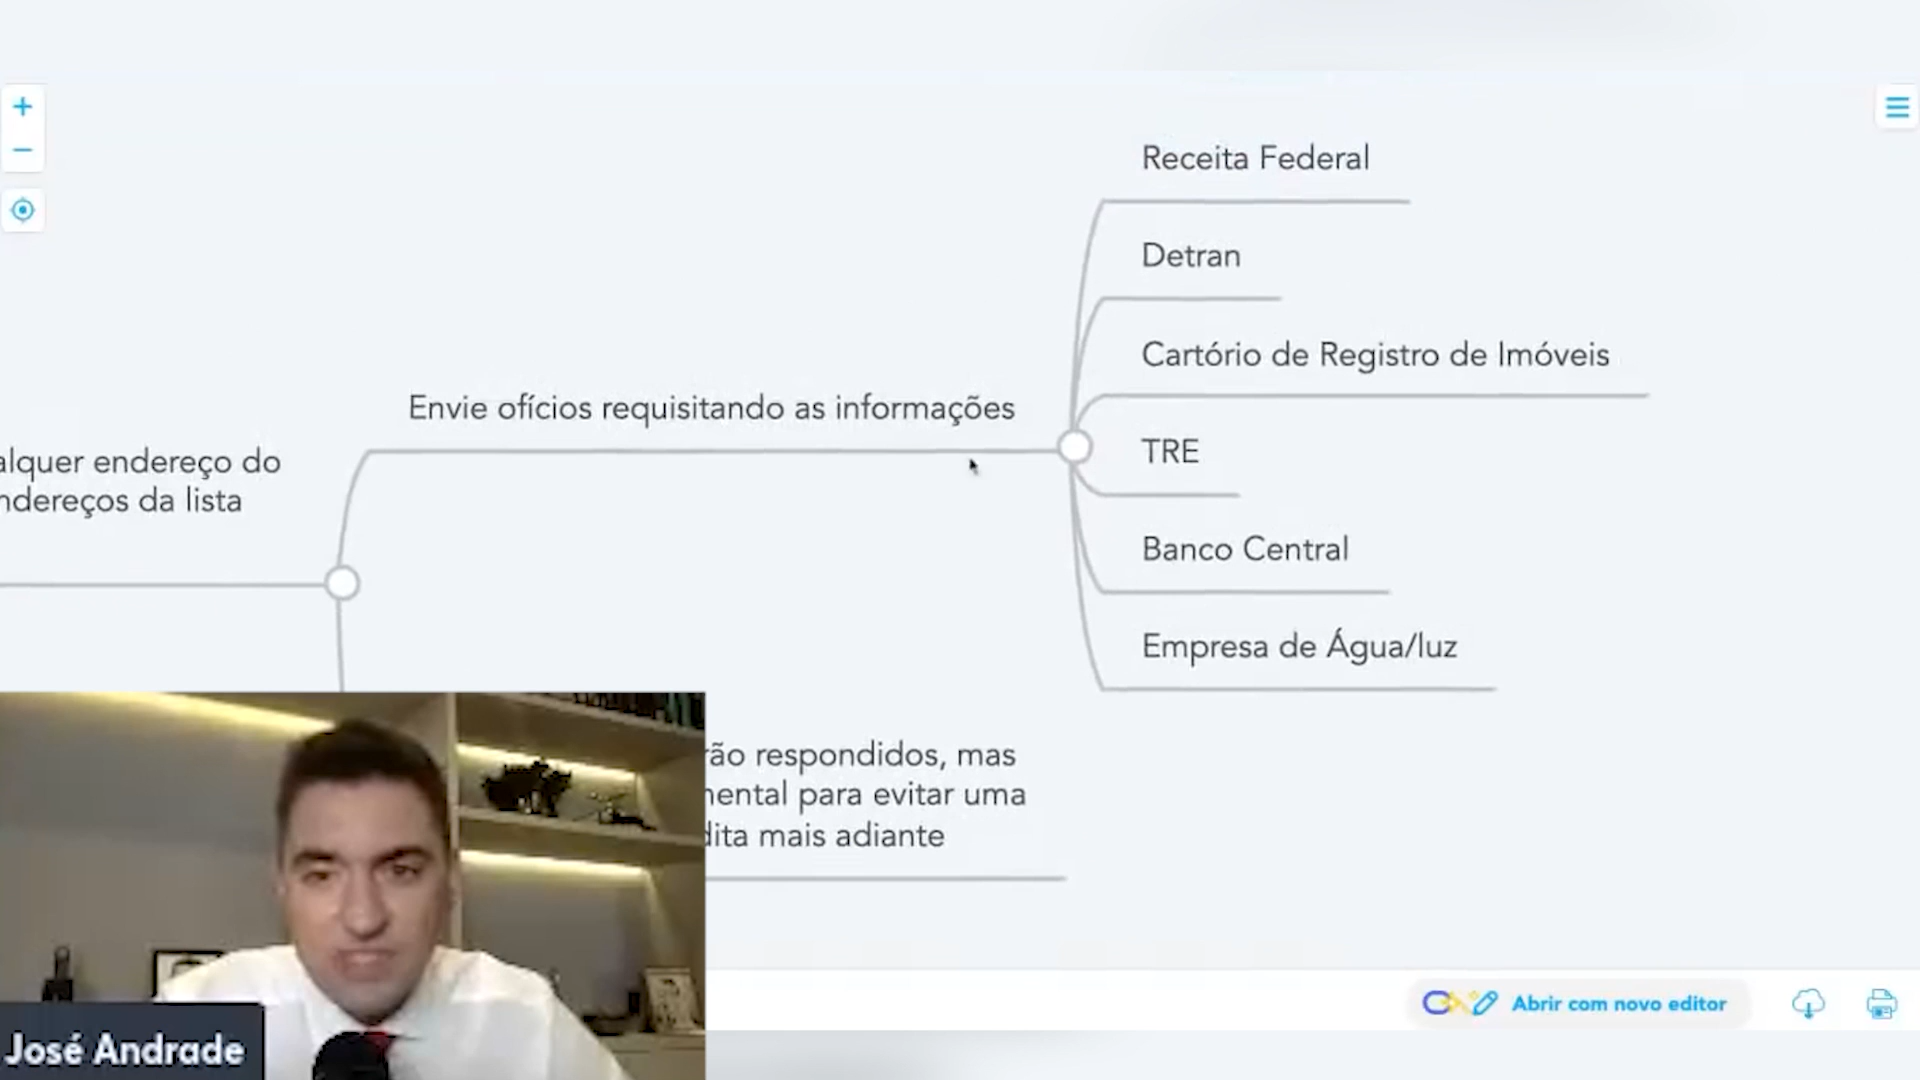 Receita Federal
Detran
Cartório de Registro de Imóveis
Envie ofícios requisitando as informações
TRE
alquer endereço do
ndereços da lista
Banco Central
Empresa de Água/luz
rão respondidos, mas
mental para evitar uma
dita mais adiante
Abrir com novo editor
José Andrade